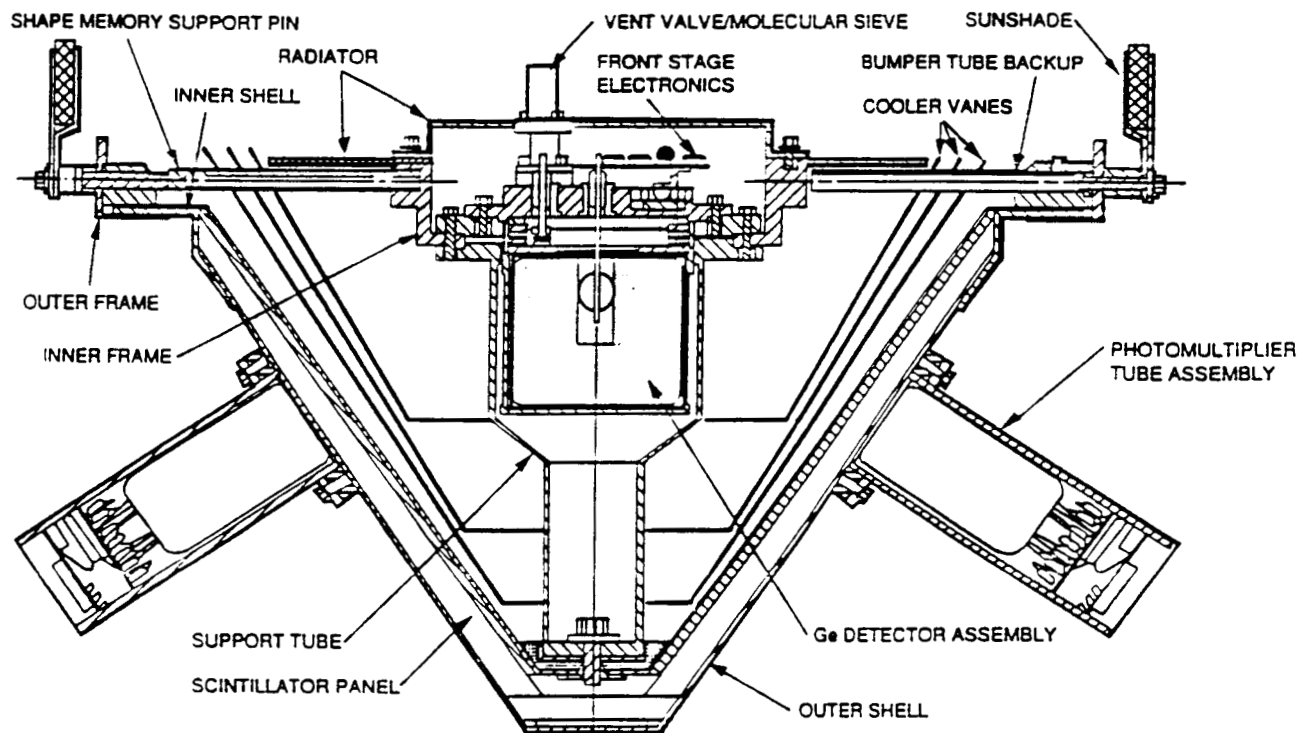 SHAPE MEMORY SUPPORT PIN
VENT VALVE/MOLECULAR SIEVE
SUNSHADE
RADIATOR
FRONT STAGE
ELECTRONICS
BUMPER TUBE BACKUP
INNER SHELL
COOLER VANES
OUTER FRAME
INNER FRAME
PHOTOMULTIPLIER
TUBE ASSEMBLY
SUPPORT TUBE
Ge DETECTOR ASSEMBLY
SCINTILLATOR PANEL
OUTER SHELL